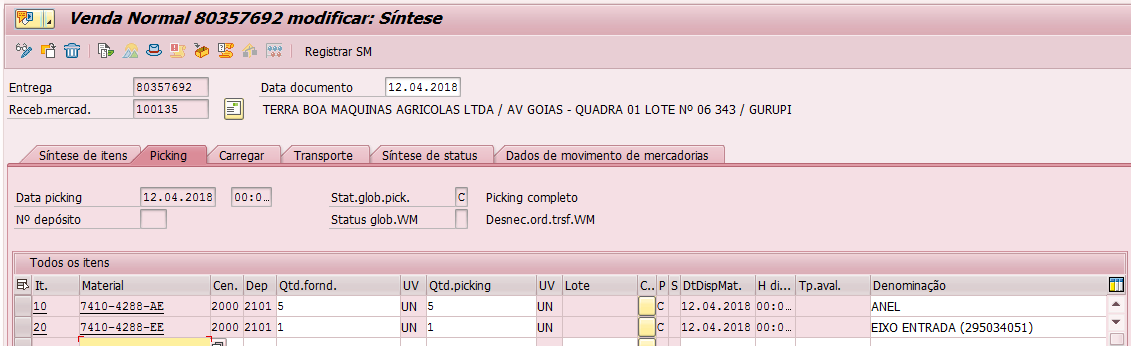 Venda Normal 80357692 modificar: Síntese
Registrar SM
Entrega 80357692 Data documento 12.04.2018
Receb.mercad. 100135 TERRA BOA MAQUINAS AGRICOLAS LTDA / AV GOIAS - QUADRA 01 LOTE Nº 06 343 / GURUPI
Síntese de itens Picking Carregar Transporte Síntese de status Dados de movimento de mercadorias
Data picking 12.04.2018 00:0… Stat.glob.pick. C Picking completo
Nº depósito Status glob.WM Desnec.ord.trsf.WM
Todos os itens
It. Material Cen. Dep Qtd.fornd. UV Qtd.picking UV Lote C.. P S DtDispMat. H di... Tp.aval. Denominação
10 7410-4288-AE 2000 2101 5 UN 5 UN C 12.04.2018 00:0… ANEL
20 7410-4288-EE 2000 2101 1 UN 1 UN C 12.04.2018 00:0… EIXO ENTRADA (295034051)